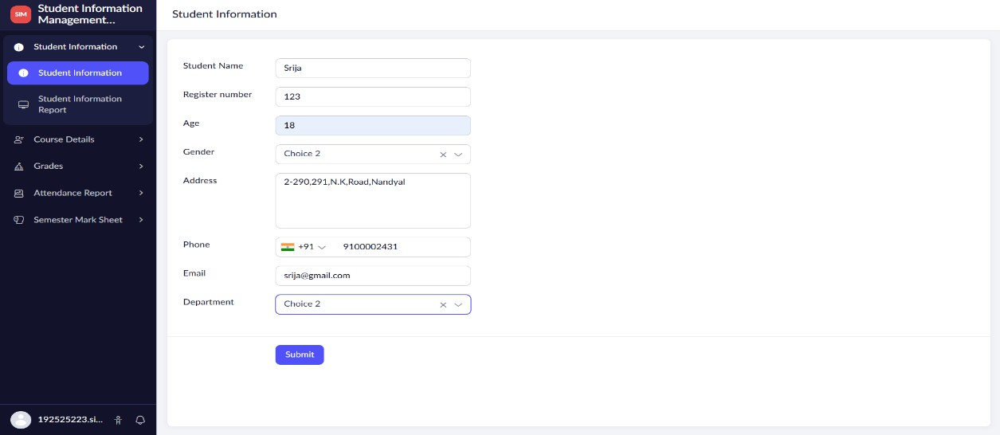 SIM
Student Information
Management...
Student Information
Student Information
Student Information
Report
Course Details
Grades
Attendance Report
Semester Mark Sheet
192525223.si...
Student Information
Student Name
Srija
Register number
123
Age
18
Gender
Choice 2
Address
2-290,291,N.K,Road,Nandyal
Phone
+91 9100002431
Email
srija@gmail.com
Department
Choice 2
Submit